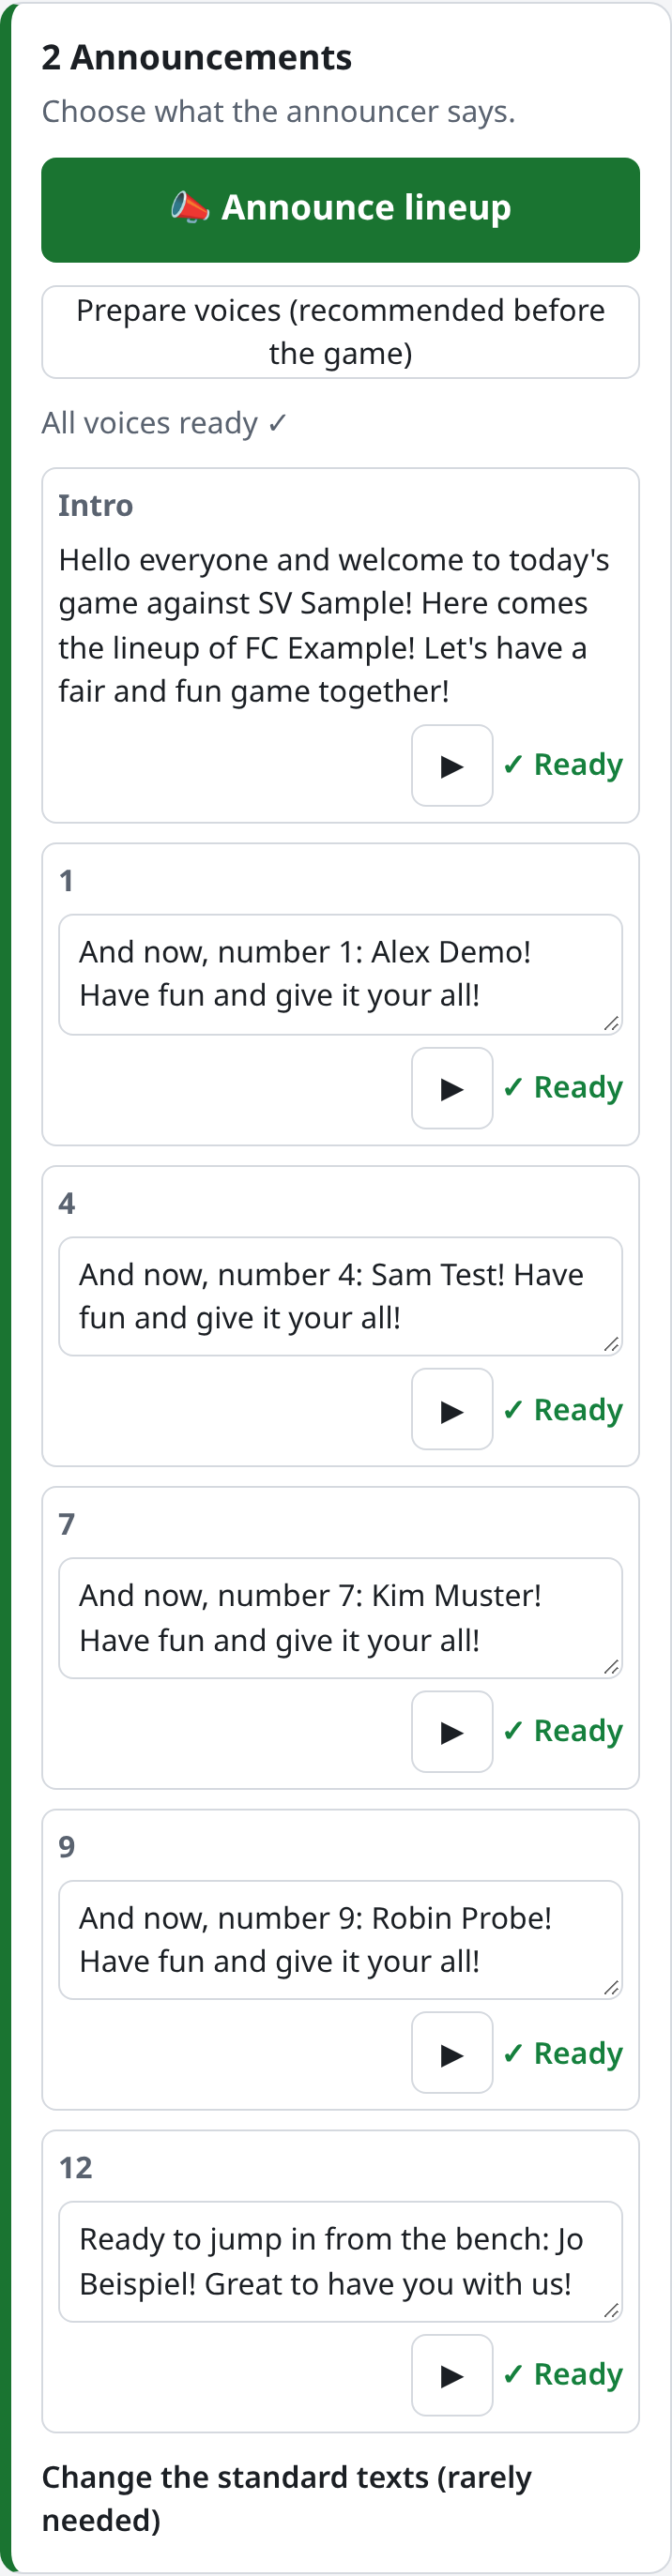 2 Announcements
Choose what the announcer says.
📣 Announce lineup
Prepare voices (recommended before
the game)
All voices ready ✓
Intro
Hello everyone and welcome to today's
game against SV Sample! Here comes
the lineup of FC Example! Let's have a
fair and fun game together!
▶ ✓ Ready
1
And now, number 1: Alex Demo!
Have fun and give it your all!
▶ ✓ Ready
4
And now, number 4: Sam Test! Have
fun and give it your all!
▶ ✓ Ready
7
And now, number 7: Kim Muster!
Have fun and give it your all!
▶ ✓ Ready
9
And now, number 9: Robin Probe!
Have fun and give it your all!
▶ ✓ Ready
12
Ready to jump in from the bench: Jo
Beispiel! Great to have you with us!
▶ ✓ Ready
Change the standard texts (rarely
needed)